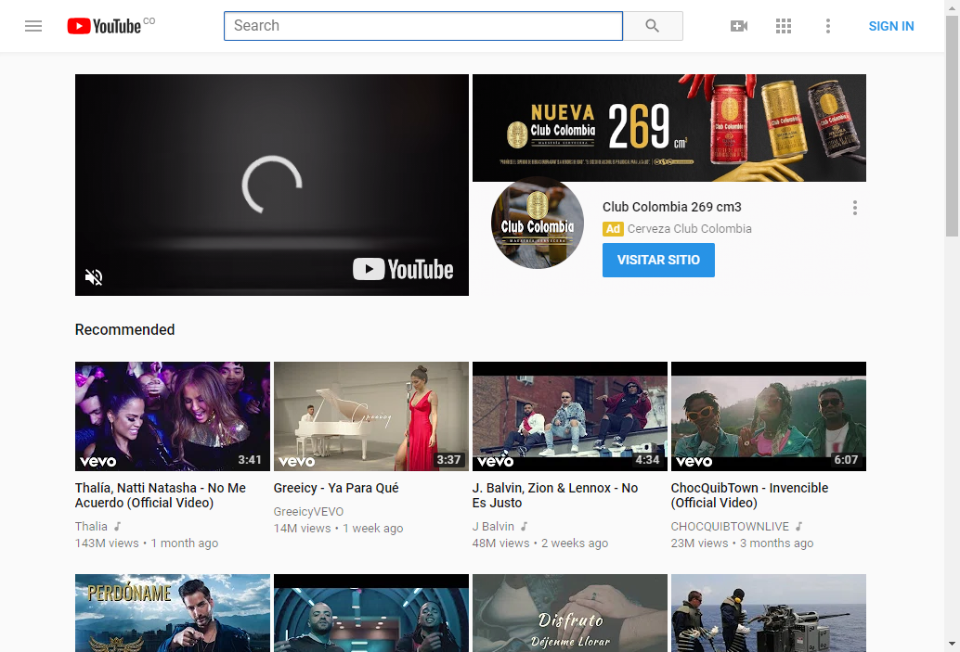 YouTube CO
Search
SIGN IN
NUEVA
Club Colombia
269 cm³
YouTube
Club Colombia
Club Colombia 269 cm3
Ad Cerveza Club Colombia
VISITAR SITIO
Recommended
vevo 3:41
Greeicy
vevo 3:37
vevo 4:34
vevo 6:07
Thalía, Natti Natasha - No Me
Acuerdo (Official Video)
Thalia
143M views • 1 month ago
Greeicy - Ya Para Qué
GreeicyVEVO
14M views • 1 week ago
J. Balvin, Zion & Lennox - No
Es Justo
J Balvin
48M views • 2 weeks ago
ChocQuibTown - Invencible
(Official Video)
CHOCQUIBTOWNLIVE
23M views • 3 months ago
PERDÓNAME
Disfruto
Déjenme Llorar